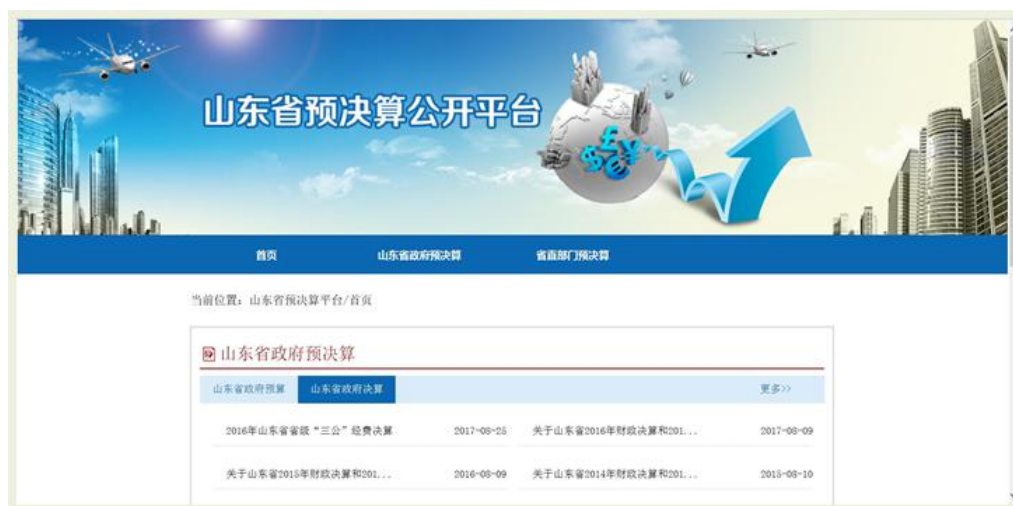 山东省预决算公开平台
首页 山东省政府预决算 省直部门预决算
当前位置：山东省预决算平台/首页
山东省政府预决算
山东省政府预算 山东省政府决算 更多>>
2016年山东省省级“三公”经费决算 2017-08-25 关于山东省2016年财政决算和201... 2017-08-09
关于山东省2015年财政决算和201... 2016-08-09 关于山东省2014年财政决算和201... 2015-08-10